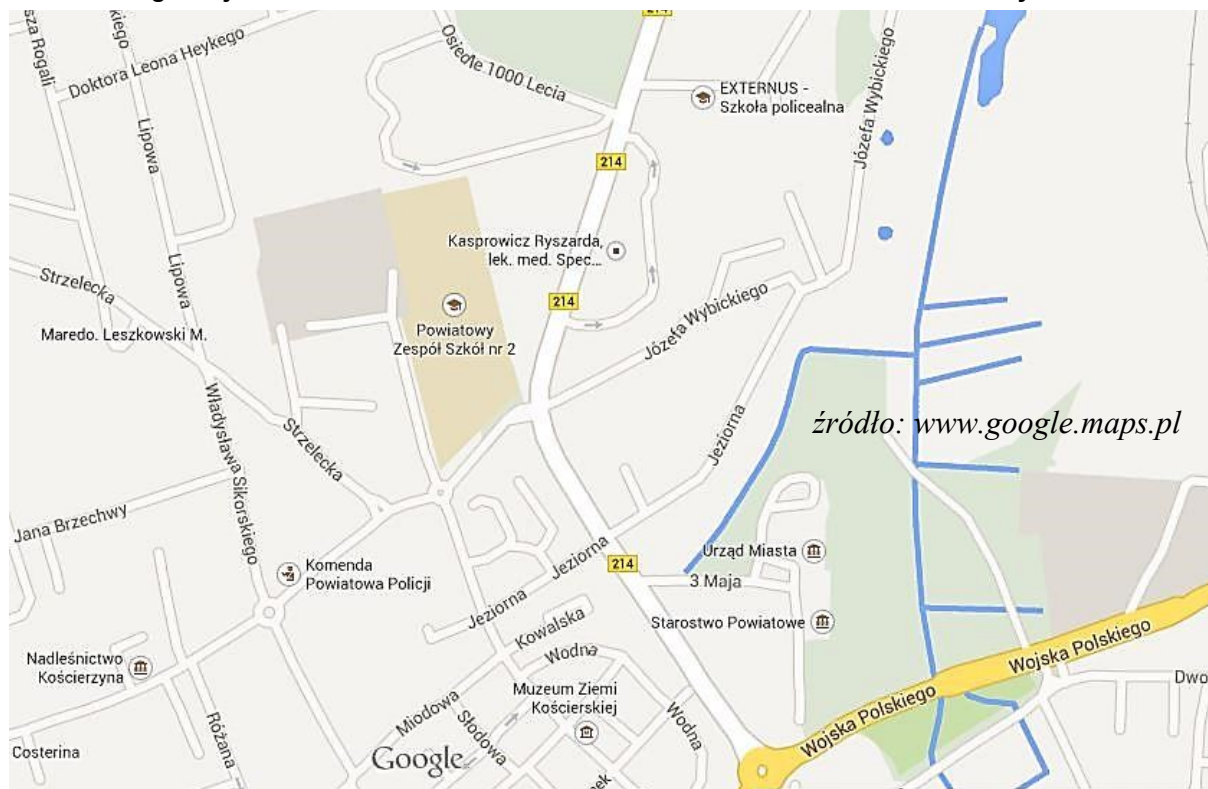 Osiedle 1000 Lecia
Doktora Leona Heykego
Lipowa
EXTERNUS -
Szkoła policealna
Józefa Wybickiego
214
Kasprowicz Ryszarda,
lek. med. Spec...
Strzelecka
Lipowa
214
Józefa Wybickiego
Maredo. Leszkowski M.
Powiatowy
Zespół Szkół nr 2
źródło: www.google.maps.pl
Władysława Sikorskiego
Strzelecka
Jeziorna
Jana Brzechwy
Jeziorna
214
Urząd Miasta
3 Maja
Komenda
Powiatowa Policji
Jeziorna
Kowalska
Starostwo Powiatowe
Wodna
Wojska Polskiego
Nadleśnictwo
Kościerzyna
Miodowa
Muzeum Ziemi
Kościerskiej
Wojska Polskiego
Dwo
Różana
Słodowa
Wodna
Costerina
Google